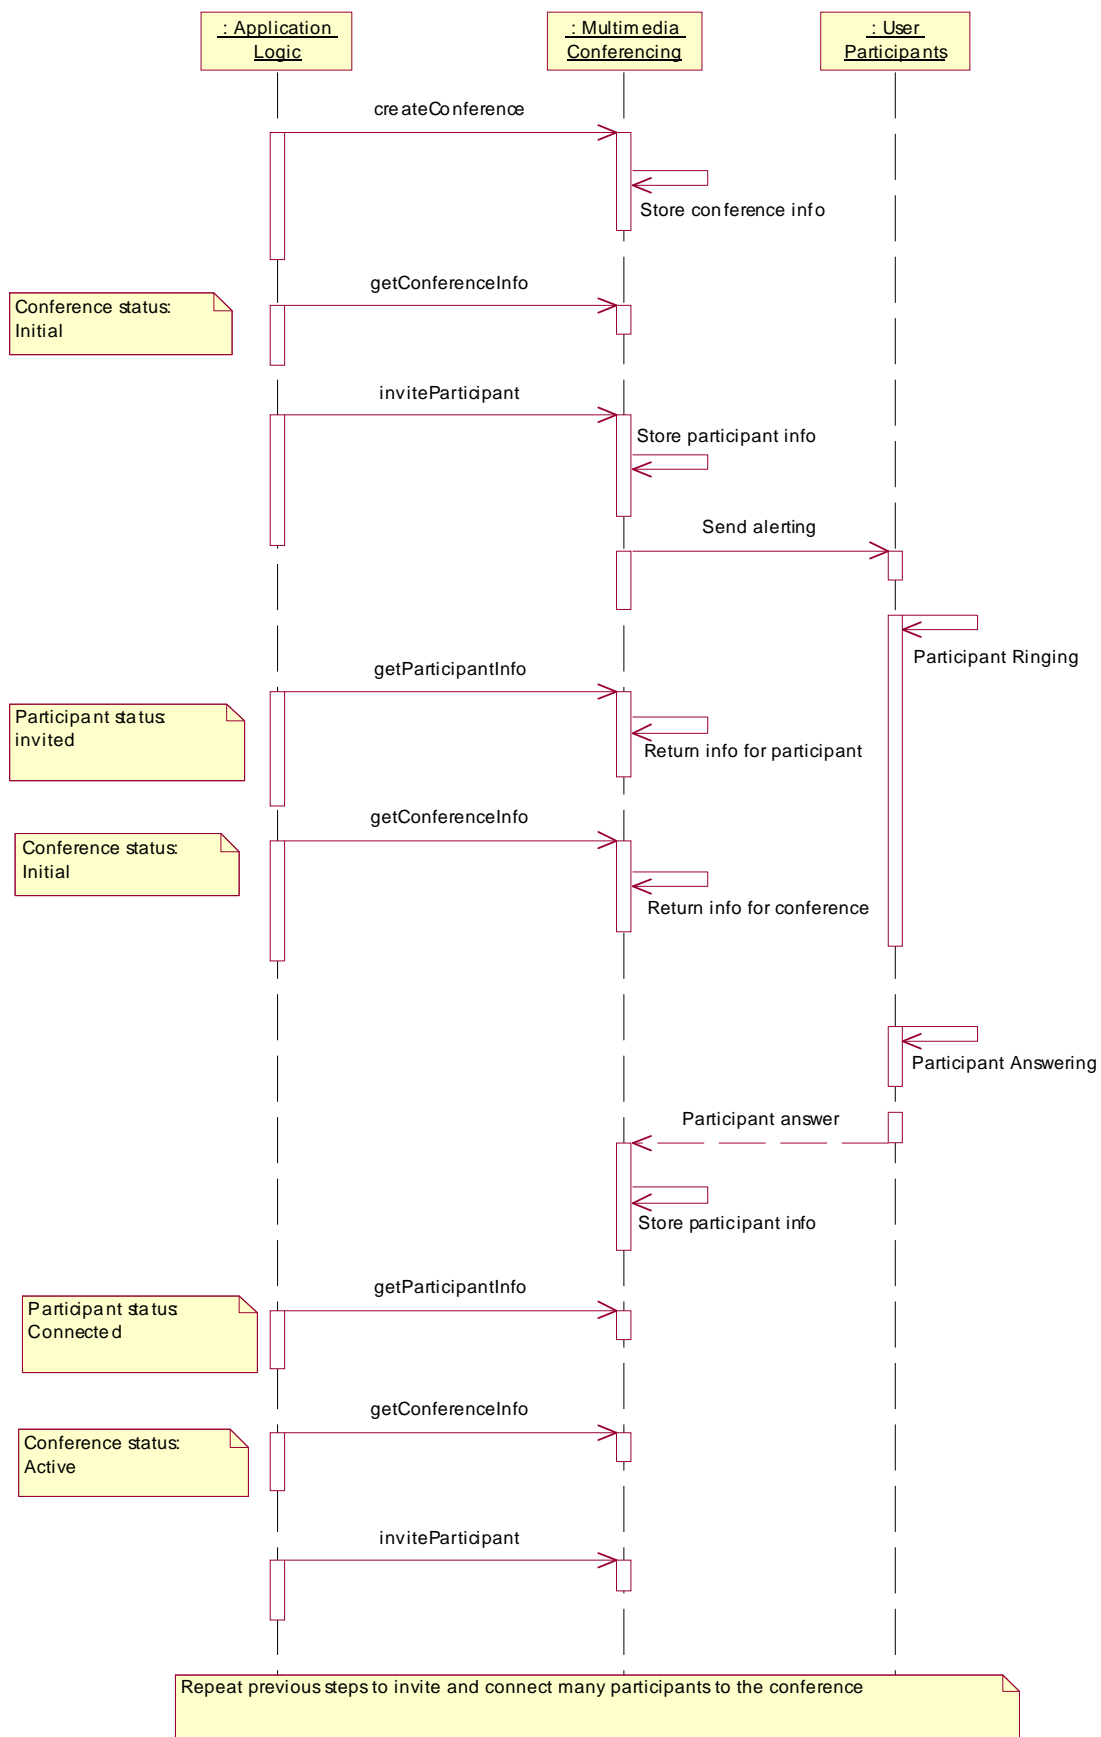 : Application
Logic
: Multimedia
Conferencing
: User
Participants
createConference
Store conference info
getConferenceInfo
Conference status:
Initial
inviteParticipant
Store participant info
Send alerting
Participant Ringing
getParticipantInfo
Participant status:
invited
Return info for participant
getConferenceInfo
Conference status:
Initial
Return info for conference
Participant Answering
Participant answer
Store participant info
getParticipantInfo
Participant status:
Connected
getConferenceInfo
Conference status:
Active
inviteParticipant
Repeat previous steps to invite and connect many participants to the conference